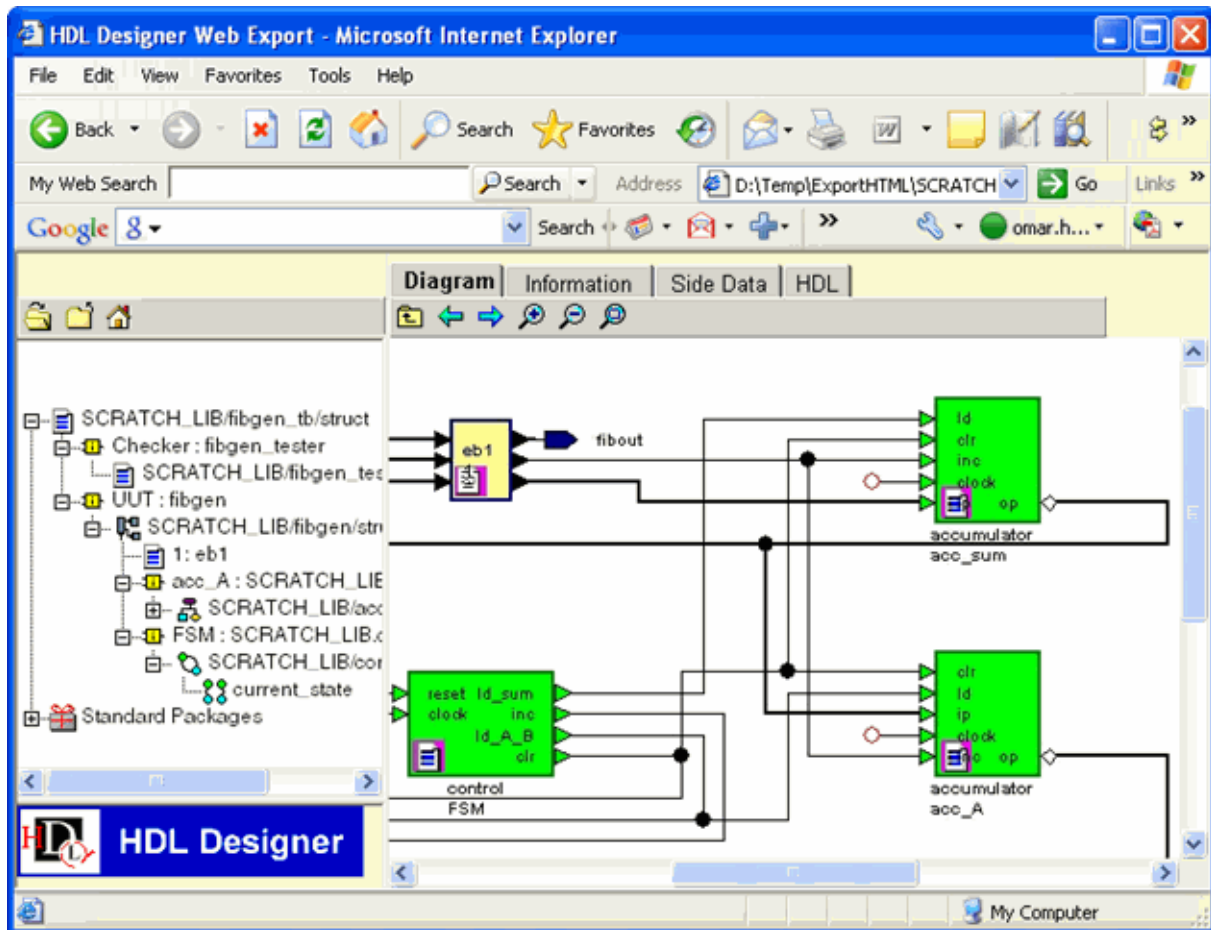 HDL Designer Web Export - Microsoft Internet Explorer
File Edit View Favorites Tools Help
Back Search Favorites »
My Web Search Search Address D:\Temp\ExportHTML\SCRATCH Go Links »
Google 8 Search » omar.h...
Diagram Information Side Data HDL
SCRATCH_LIB/fibgen_tb/struct
Checker : fibgen_tester
SCRATCH_LIB/fibgen_tes
UUT : fibgen
SCRATCH_LIB/fibgen/stru
1: eb1
acc_A : SCRATCH_LIB
SCRATCH_LIB/acc
FSM : SCRATCH_LIB.c
SCRATCH_LIB/con
current_state
Standard Packages
HDL Designer
eb1
fibout
ld
clr
inc
clock
op
accumulator
acc_sum
reset ld_sum
clock inc
ld_A_B
clr
control
FSM
clr
ld
ip
clock
inc op
accumulator
acc_A
My Computer